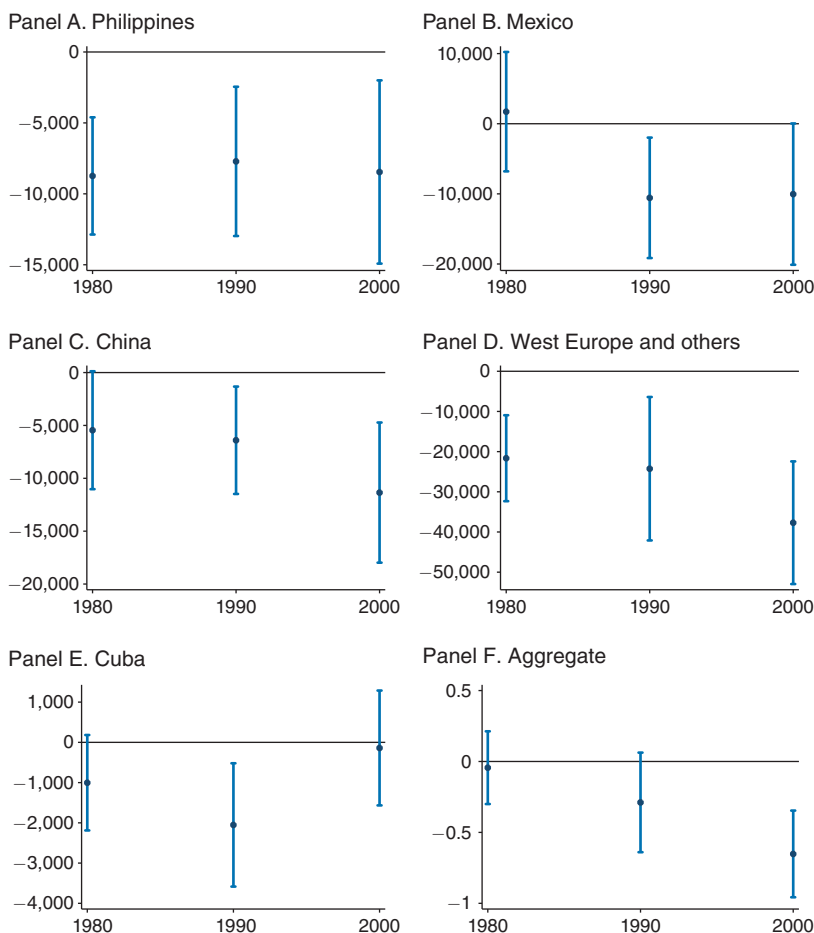 Panel A. Philippines
0
−5,000
−10,000
−15,000
1980 1990 2000
Panel B. Mexico
10,000
0
−10,000
−20,000
1980 1990 2000
Panel C. China
0
−5,000
−10,000
−15,000
−20,000
1980 1990 2000
Panel D. West Europe and others
0
−10,000
−20,000
−30,000
−40,000
−50,000
1980 1990 2000
Panel E. Cuba
1,000
0
−1,000
−2,000
−3,000
−4,000
1980 1990 2000
Panel F. Aggregate
0.5
0
−0.5
−1
1980 1990 2000